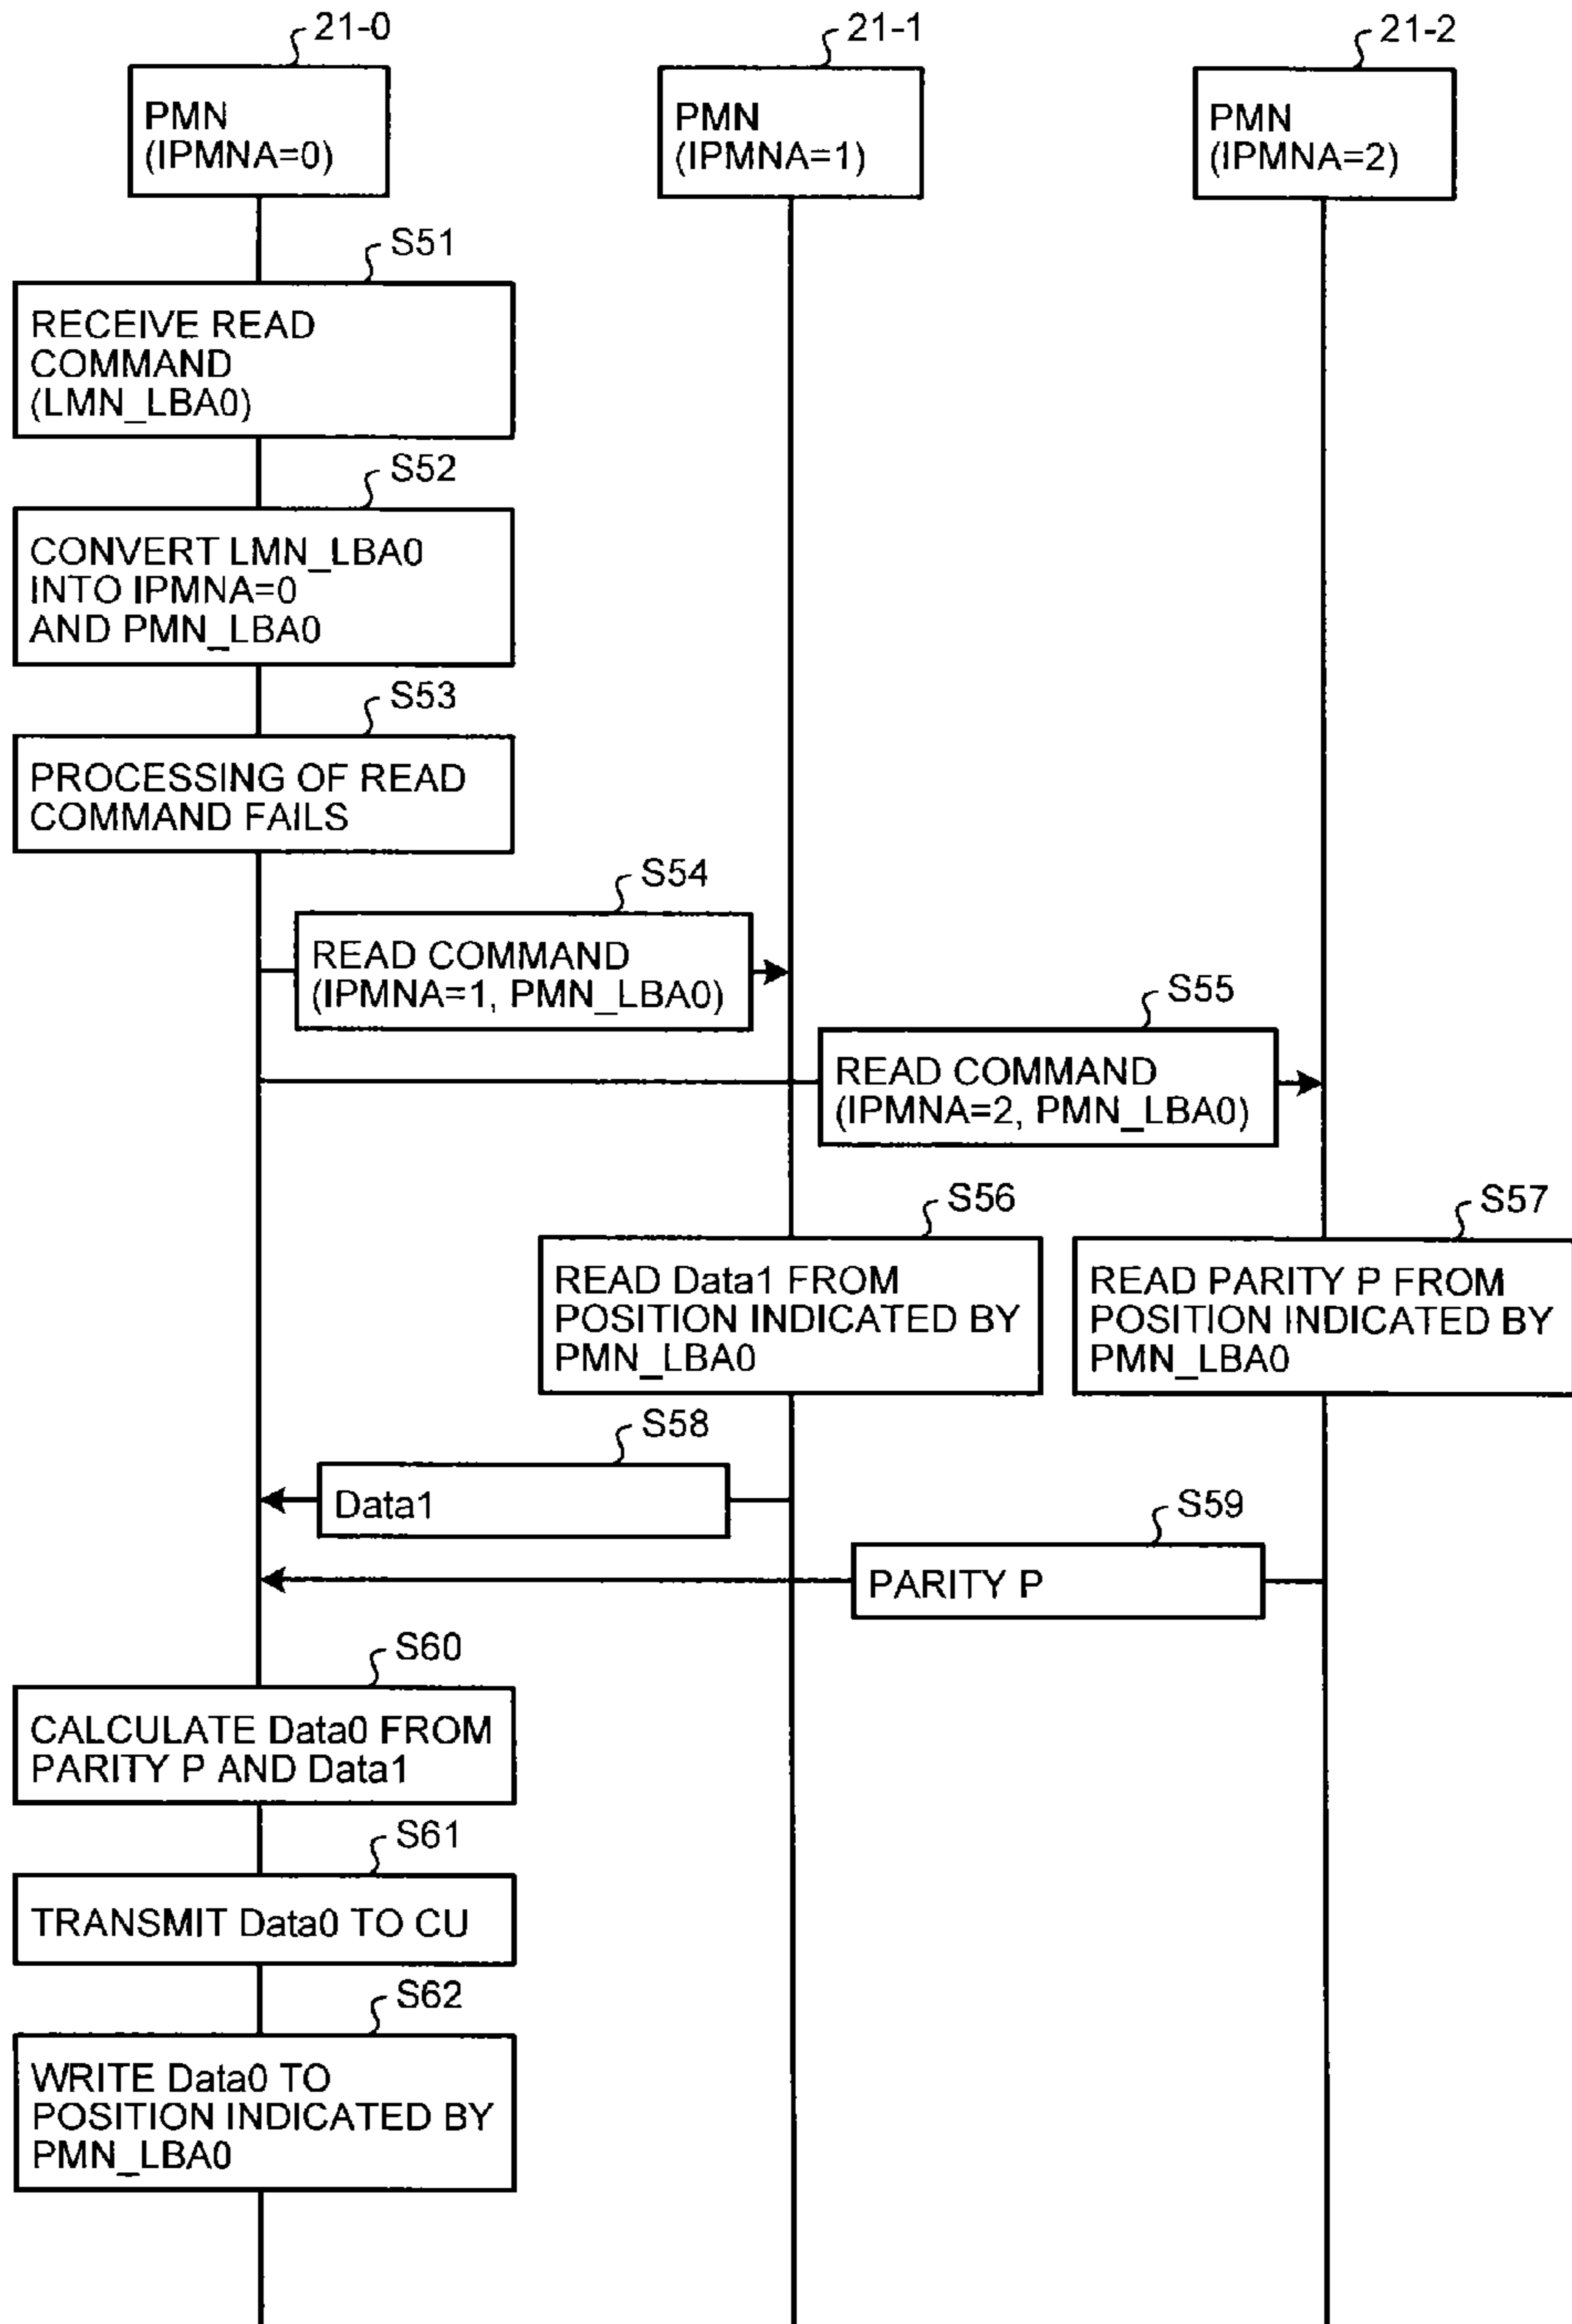 21-0
21-1
21-2
PMN
(IPMNA=0)
PMN
(IPMNA=1)
PMN
(IPMNA=2)
S51
RECEIVE READ
COMMAND
(LMN_LBA0)
S52
CONVERT LMN_LBA0
INTO IPMNA=0
AND PMN_LBA0
S53
PROCESSING OF READ
COMMAND FAILS
S54
READ COMMAND
(IPMNA=1, PMN_LBA0)
S55
READ COMMAND
(IPMNA=2, PMN_LBA0)
S56
READ Data1 FROM
POSITION INDICATED BY
PMN_LBA0
S57
READ PARITY P FROM
POSITION INDICATED BY
PMN_LBA0
S58
Data1
S59
PARITY P
S60
CALCULATE Data0 FROM
PARITY P AND Data1
S61
TRANSMIT Data0 TO CU
S62
WRITE Data0 TO
POSITION INDICATED BY
PMN_LBA0